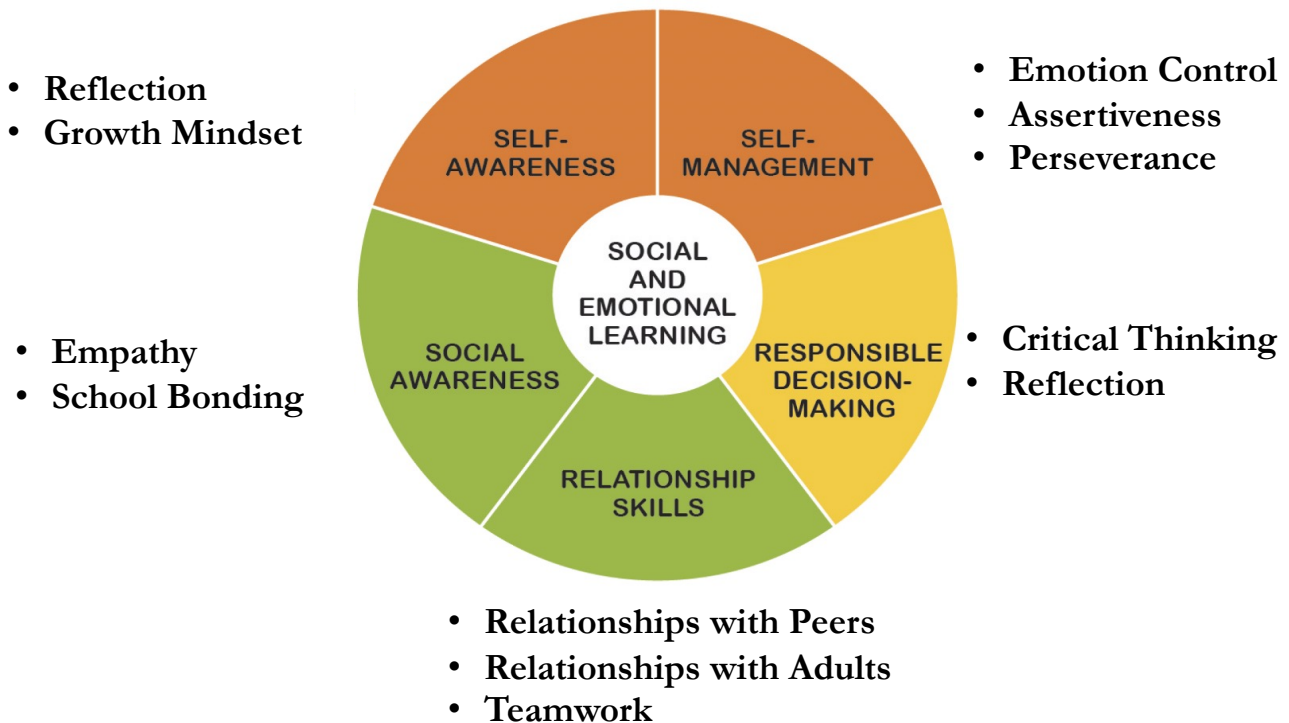 • Reflection
• Growth Mindset
SELF-
AWARENESS
SELF-
MANAGEMENT
• Emotion Control
• Assertiveness
• Perseverance
SOCIAL
AND
EMOTIONAL
LEARNING
• Empathy
• School Bonding
SOCIAL
AWARENESS
RESPONSIBLE
DECISION-
MAKING
• Critical Thinking
• Reflection
RELATIONSHIP
SKILLS
• Relationships with Peers
• Relationships with Adults
• Teamwork